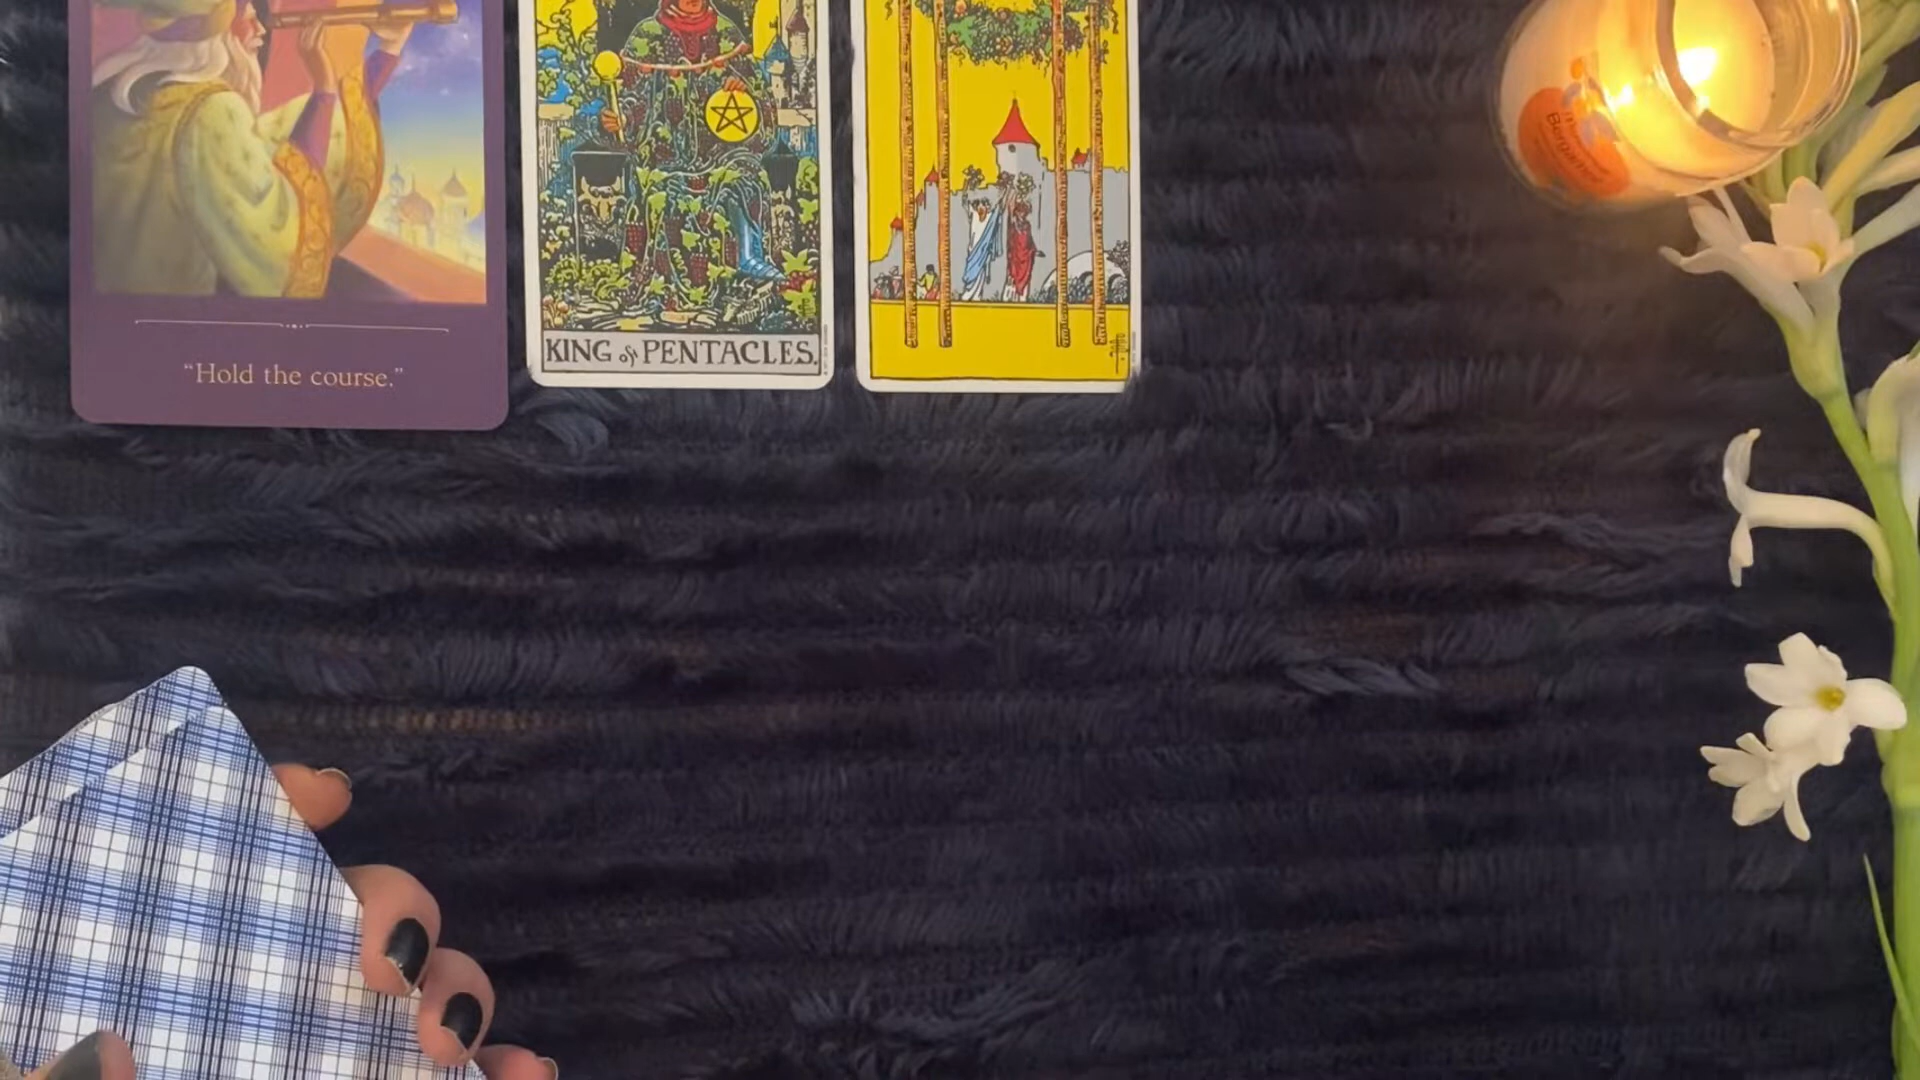 “Hold the course.”
KING of PENTACLES.